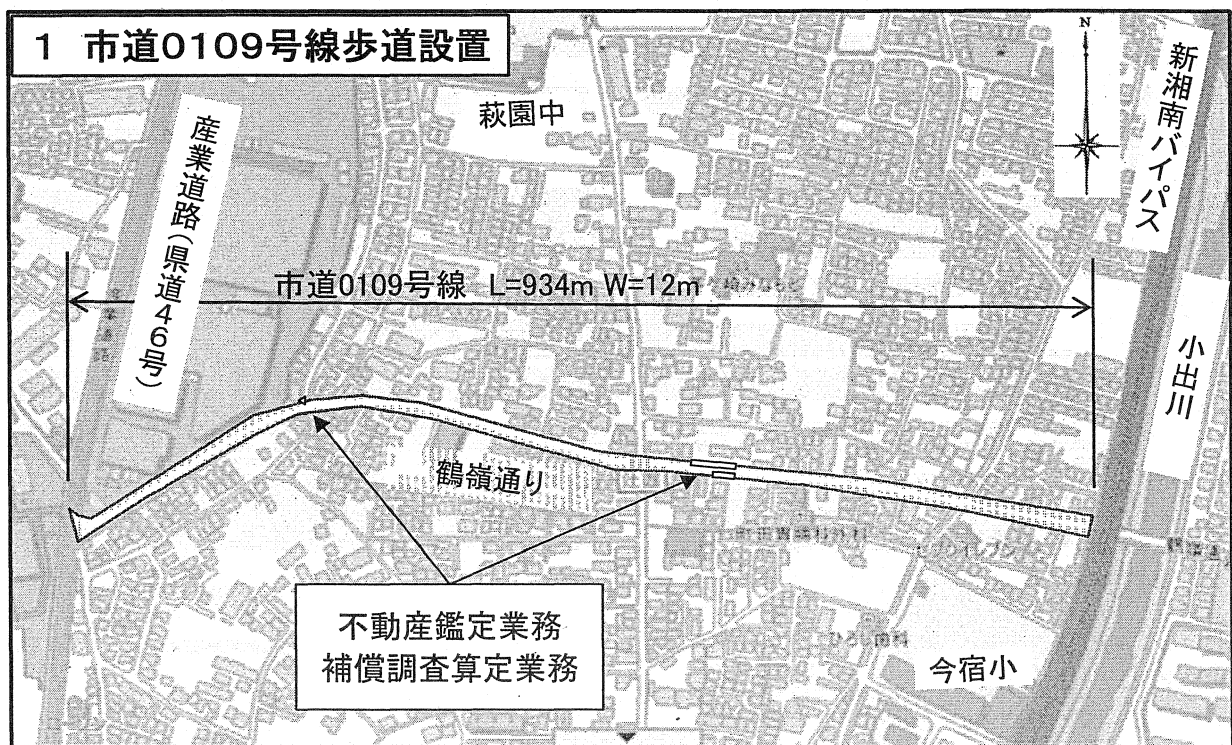 1 市道0109号線歩道設置
N
新湘南バイパス
萩園中
産業道路(県道46号)
市道0109号線 L=934m W=12m
小出川
鶴嶺通り
不動産鑑定業務
補償調査算定業務
今宿小